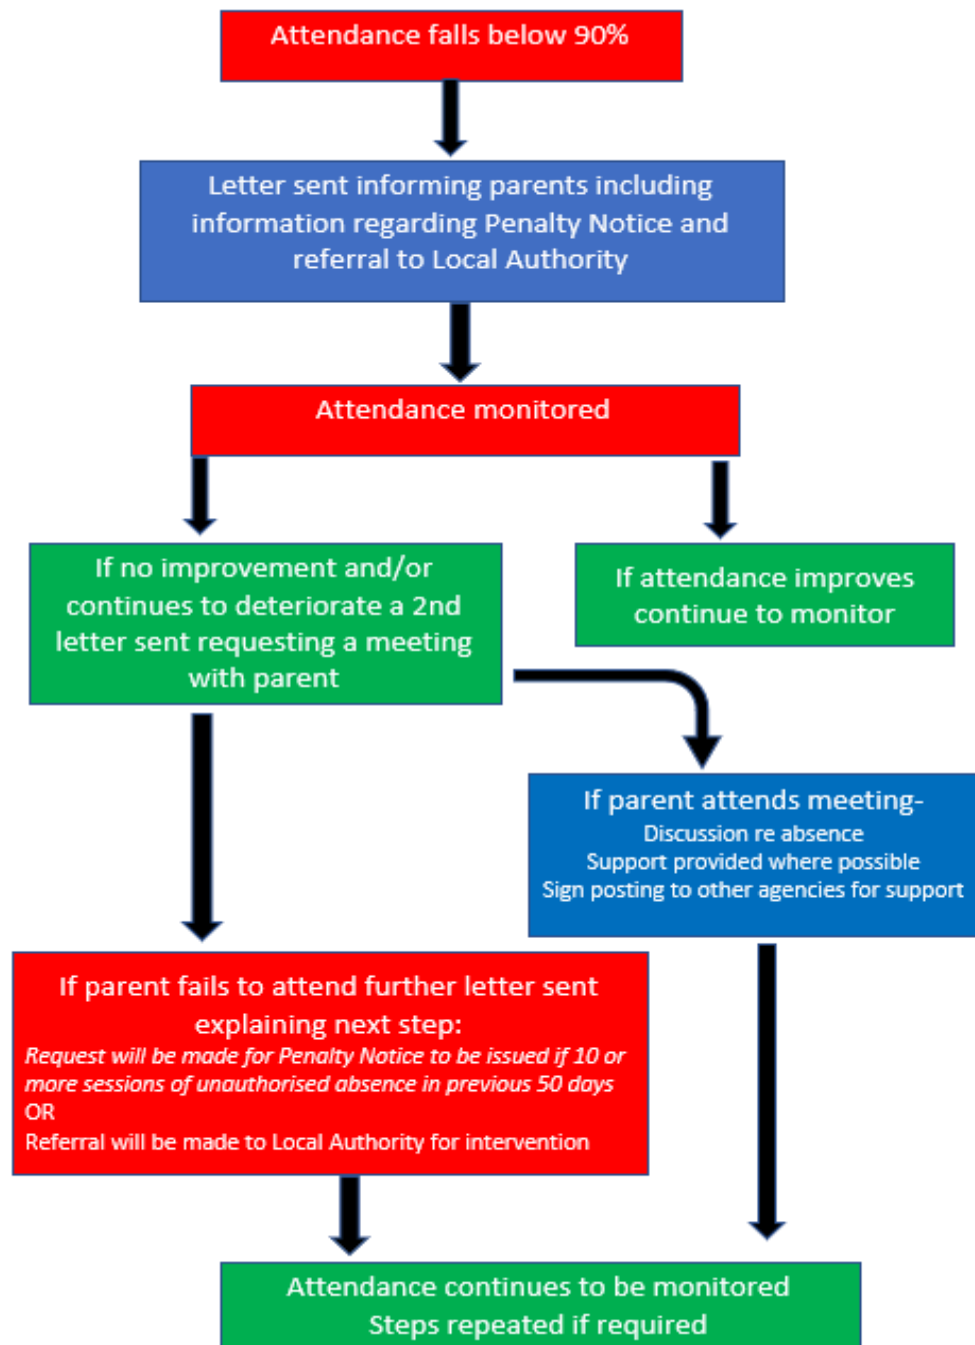 Attendance falls below 90%
Letter sent informing parents including
information regarding Penalty Notice and
referral to Local Authority
Attendance monitored
If no improvement and/or
continues to deteriorate a 2nd
letter sent requesting a meeting
with parent
If attendance improves
continue to monitor
If parent attends meeting-
Discussion re absence
Support provided where possible
Sign posting to other agencies for support
If parent fails to attend further letter sent
explaining next step:
Request will be made for Penalty Notice to be issued if 10 or
more sessions of unauthorised absence in previous 50 days
OR
Referral will be made to Local Authority for intervention
Attendance continues to be monitored
Steps repeated if required